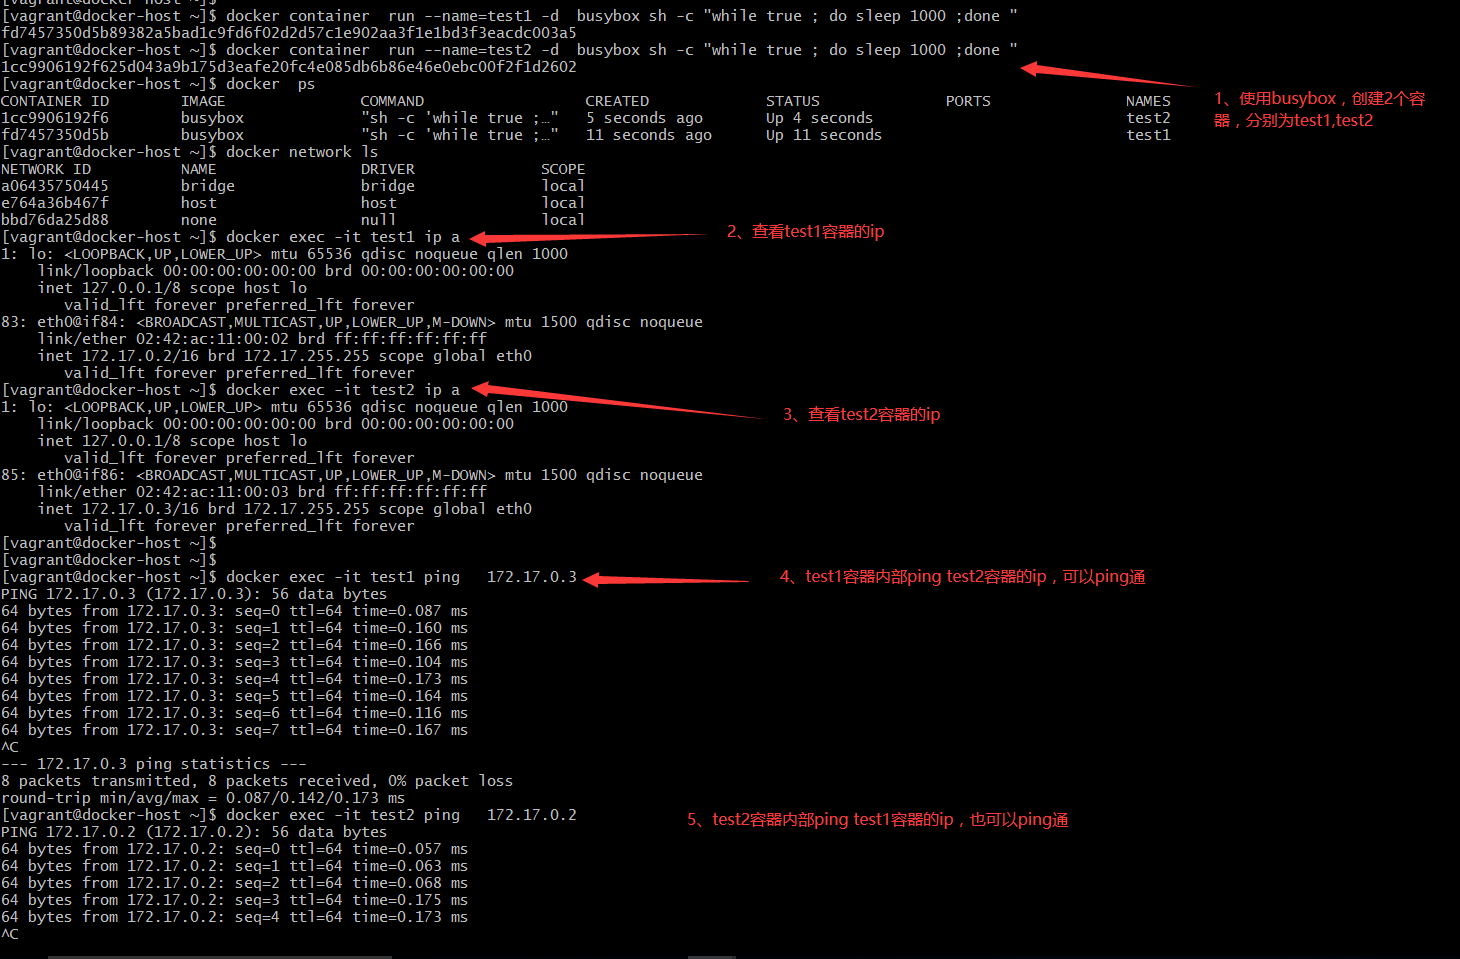 [vagrant@docker-host ~]$ docker container  run --name=test1 -d  busybox sh -c "while true ; do sleep 1000 ;done "
fd7457350d5b89382a5bad1c9fd6f02d2d57c1e902aa3f1e1bd3f3eacdc003a5
[vagrant@docker-host ~]$ docker container  run --name=test2 -d  busybox sh -c "while true ; do sleep 1000 ;done "
1cc9906192f625d043a9b175d3eafe20fc4e085db6b86e46e0ebc00f2f1d2602
[vagrant@docker-host ~]$ docker  ps
CONTAINER ID        IMAGE               COMMAND                  CREATED             STATUS              PORTS               NAMES
1cc9906192f6        busybox             "sh -c 'while true ;…"   5 seconds ago       Up 4 seconds                            test2
fd7457350d5b        busybox             "sh -c 'while true ;…"   11 seconds ago      Up 11 seconds                           test1
1、使用busybox，创建2个容
器，分别为test1,test2
[vagrant@docker-host ~]$ docker network ls
NETWORK ID          NAME                DRIVER              SCOPE
a06435750445        bridge              bridge              local
e764a36b467f        host                host                local
bbd76da25d88        none                null                local
[vagrant@docker-host ~]$ docker exec -it test1 ip a
2、查看test1容器的ip
1: lo: <LOOPBACK,UP,LOWER_UP> mtu 65536 qdisc noqueue qlen 1000
    link/loopback 00:00:00:00:00:00 brd 00:00:00:00:00:00
    inet 127.0.0.1/8 scope host lo
       valid_lft forever preferred_lft forever
83: eth0@if84: <BROADCAST,MULTICAST,UP,LOWER_UP,M-DOWN> mtu 1500 qdisc noqueue
    link/ether 02:42:ac:11:00:02 brd ff:ff:ff:ff:ff:ff
    inet 172.17.0.2/16 brd 172.17.255.255 scope global eth0
       valid_lft forever preferred_lft forever
[vagrant@docker-host ~]$ docker exec -it test2 ip a
3、查看test2容器的ip
1: lo: <LOOPBACK,UP,LOWER_UP> mtu 65536 qdisc noqueue qlen 1000
    link/loopback 00:00:00:00:00:00 brd 00:00:00:00:00:00
    inet 127.0.0.1/8 scope host lo
       valid_lft forever preferred_lft forever
85: eth0@if86: <BROADCAST,MULTICAST,UP,LOWER_UP,M-DOWN> mtu 1500 qdisc noqueue
    link/ether 02:42:ac:11:00:03 brd ff:ff:ff:ff:ff:ff
    inet 172.17.0.3/16 brd 172.17.255.255 scope global eth0
       valid_lft forever preferred_lft forever
[vagrant@docker-host ~]$
[vagrant@docker-host ~]$
[vagrant@docker-host ~]$ docker exec -it test1 ping   172.17.0.3
4、test1容器内部ping test2容器的ip，可以ping通
PING 172.17.0.3 (172.17.0.3): 56 data bytes
64 bytes from 172.17.0.3: seq=0 ttl=64 time=0.087 ms
64 bytes from 172.17.0.3: seq=1 ttl=64 time=0.160 ms
64 bytes from 172.17.0.3: seq=2 ttl=64 time=0.166 ms
64 bytes from 172.17.0.3: seq=3 ttl=64 time=0.104 ms
64 bytes from 172.17.0.3: seq=4 ttl=64 time=0.173 ms
64 bytes from 172.17.0.3: seq=5 ttl=64 time=0.164 ms
64 bytes from 172.17.0.3: seq=6 ttl=64 time=0.116 ms
64 bytes from 172.17.0.3: seq=7 ttl=64 time=0.167 ms
^C
--- 172.17.0.3 ping statistics ---
8 packets transmitted, 8 packets received, 0% packet loss
round-trip min/avg/max = 0.087/0.142/0.173 ms
[vagrant@docker-host ~]$ docker exec -it test2 ping   172.17.0.2
5、test2容器内部ping test1容器的ip，也可以ping通
PING 172.17.0.2 (172.17.0.2): 56 data bytes
64 bytes from 172.17.0.2: seq=0 ttl=64 time=0.057 ms
64 bytes from 172.17.0.2: seq=1 ttl=64 time=0.063 ms
64 bytes from 172.17.0.2: seq=2 ttl=64 time=0.068 ms
64 bytes from 172.17.0.2: seq=3 ttl=64 time=0.175 ms
64 bytes from 172.17.0.2: seq=4 ttl=64 time=0.173 ms
^C